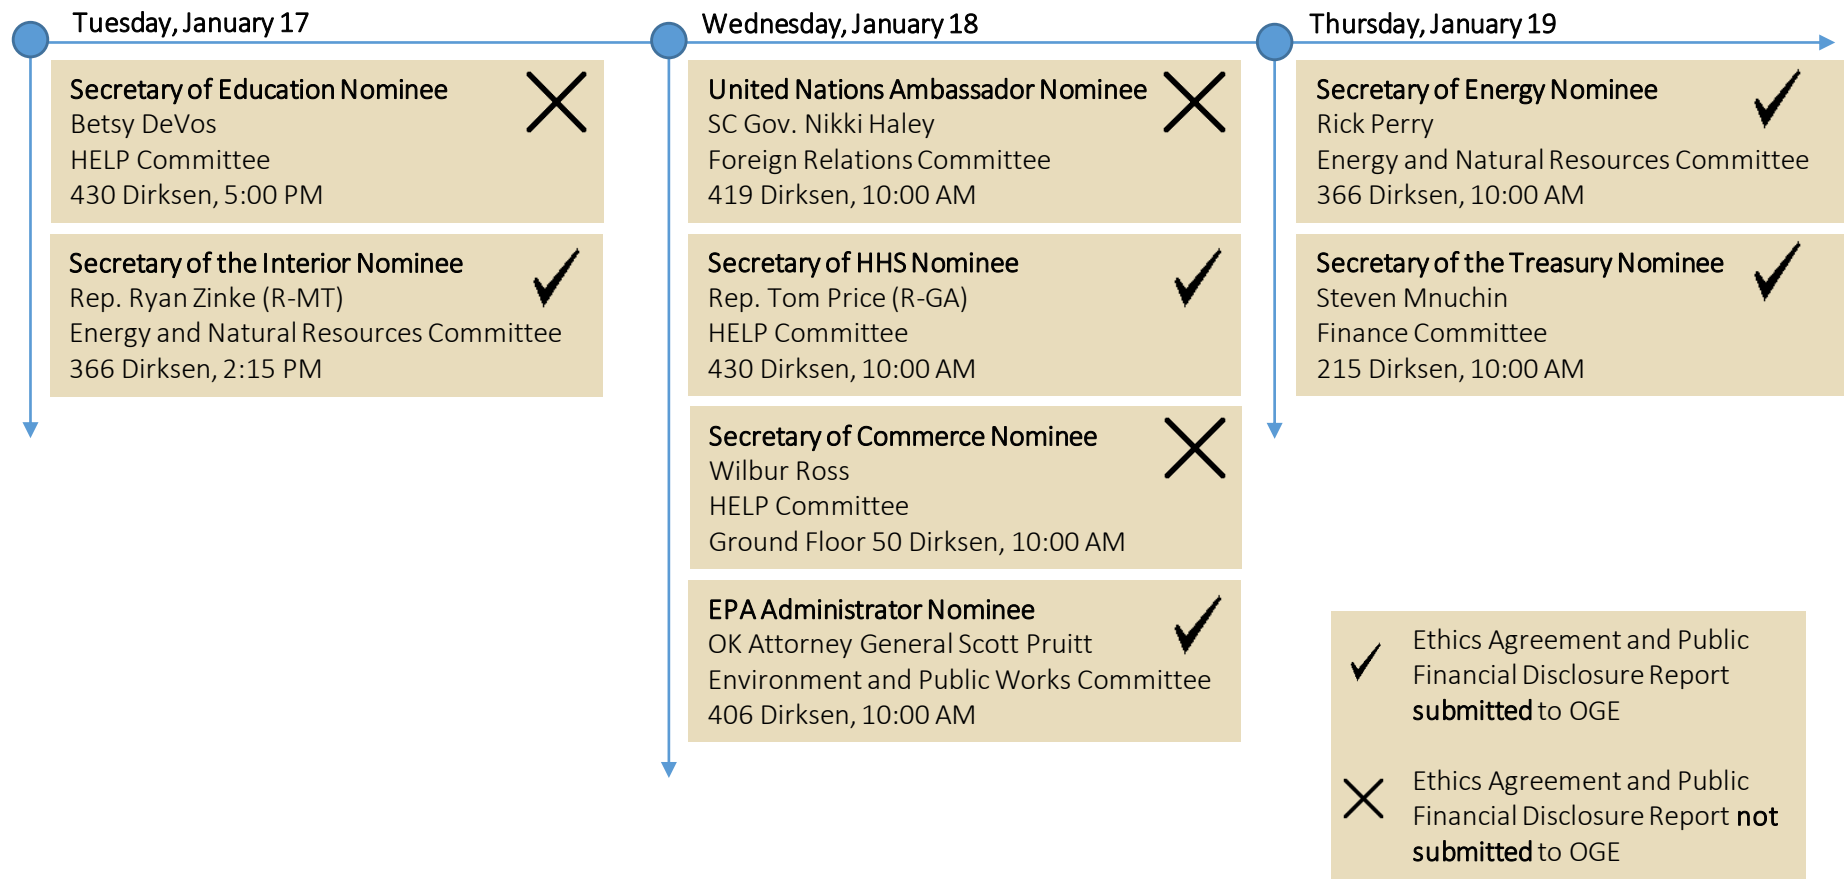 Tuesday, January 17
Secretary of Education Nominee
Betsy DeVos
HELP Committee
430 Dirksen, 5:00 PM
Secretary of the Interior Nominee
Rep. Ryan Zinke (R-MT)
Energy and Natural Resources Committee
366 Dirksen, 2:15 PM
Wednesday, January 18
United Nations Ambassador Nominee
SC Gov. Nikki Haley
Foreign Relations Committee
419 Dirksen, 10:00 AM
Secretary of HHS Nominee
Rep. Tom Price (R-GA)
HELP Committee
430 Dirksen, 10:00 AM
Secretary of Commerce Nominee
Wilbur Ross
HELP Committee
Ground Floor 50 Dirksen, 10:00 AM
EPA Administrator Nominee
OK Attorney General Scott Pruitt
Environment and Public Works Committee
406 Dirksen, 10:00 AM
Thursday, January 19
Secretary of Energy Nominee
Rick Perry
Energy and Natural Resources Committee
366 Dirksen, 10:00 AM
Secretary of the Treasury Nominee
Steven Mnuchin
Finance Committee
215 Dirksen, 10:00 AM
Ethics Agreement and Public
Financial Disclosure Report
submitted to OGE
Ethics Agreement and Public
Financial Disclosure Report not
submitted to OGE